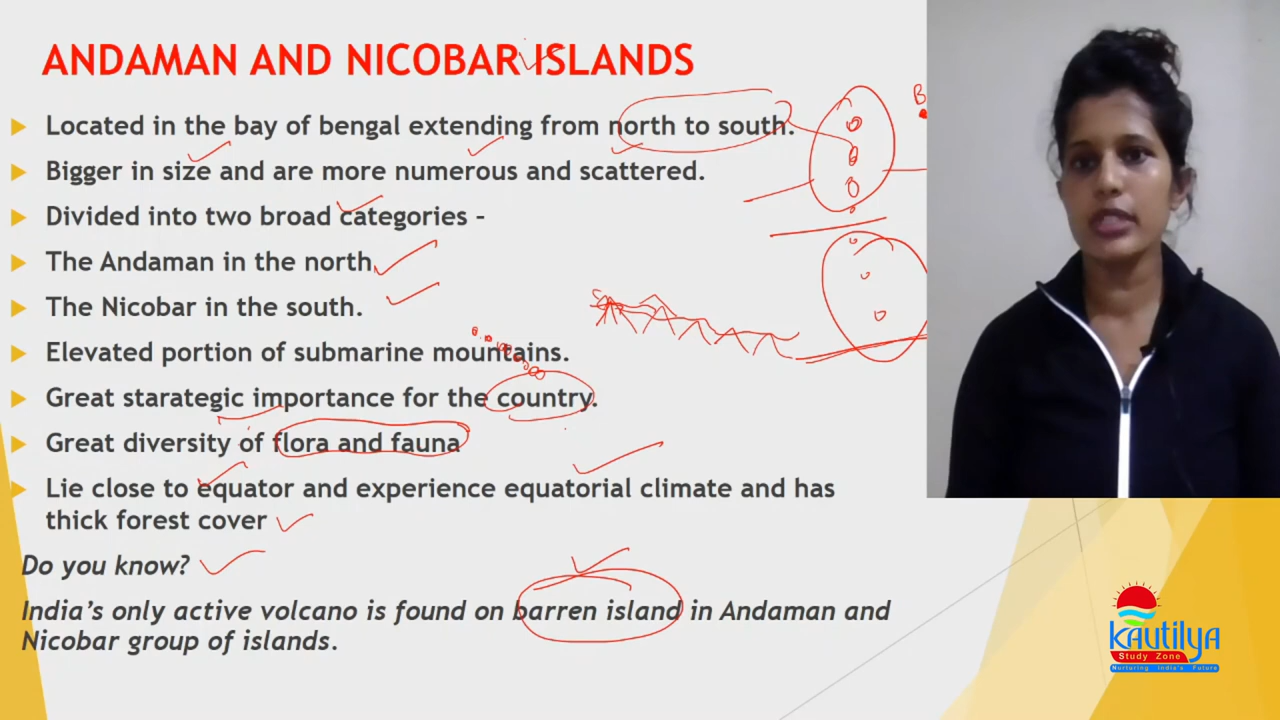 ANDAMAN AND NICOBAR ISLANDS
Located in the bay of bengal extending from north to south.
Bigger in size and are more numerous and scattered.
Divided into two broad categories -
The Andaman in the north.
The Nicobar in the south.
Elevated portion of submarine mountains.
Great starategic importance for the country.
Great diversity of flora and fauna
Lie close to equator and experience equatorial climate and has
thick forest cover
Do you know?
India's only active volcano is found on barren island in Andaman and
Nicobar group of islands.
B
Kautilya
Study Zone
Nurturing India's Future